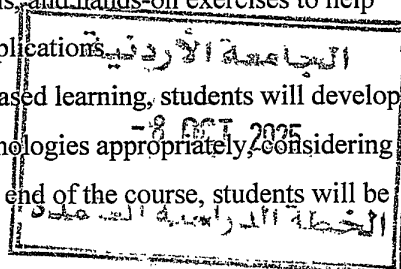 and hands-on exercises to help
plications
الجامعة الأردنية
ased learning, students will develop
-8 OCT 2025
nologies appropriately, considering
end of the course, students will be
الخطة الدراسية المعتمدة